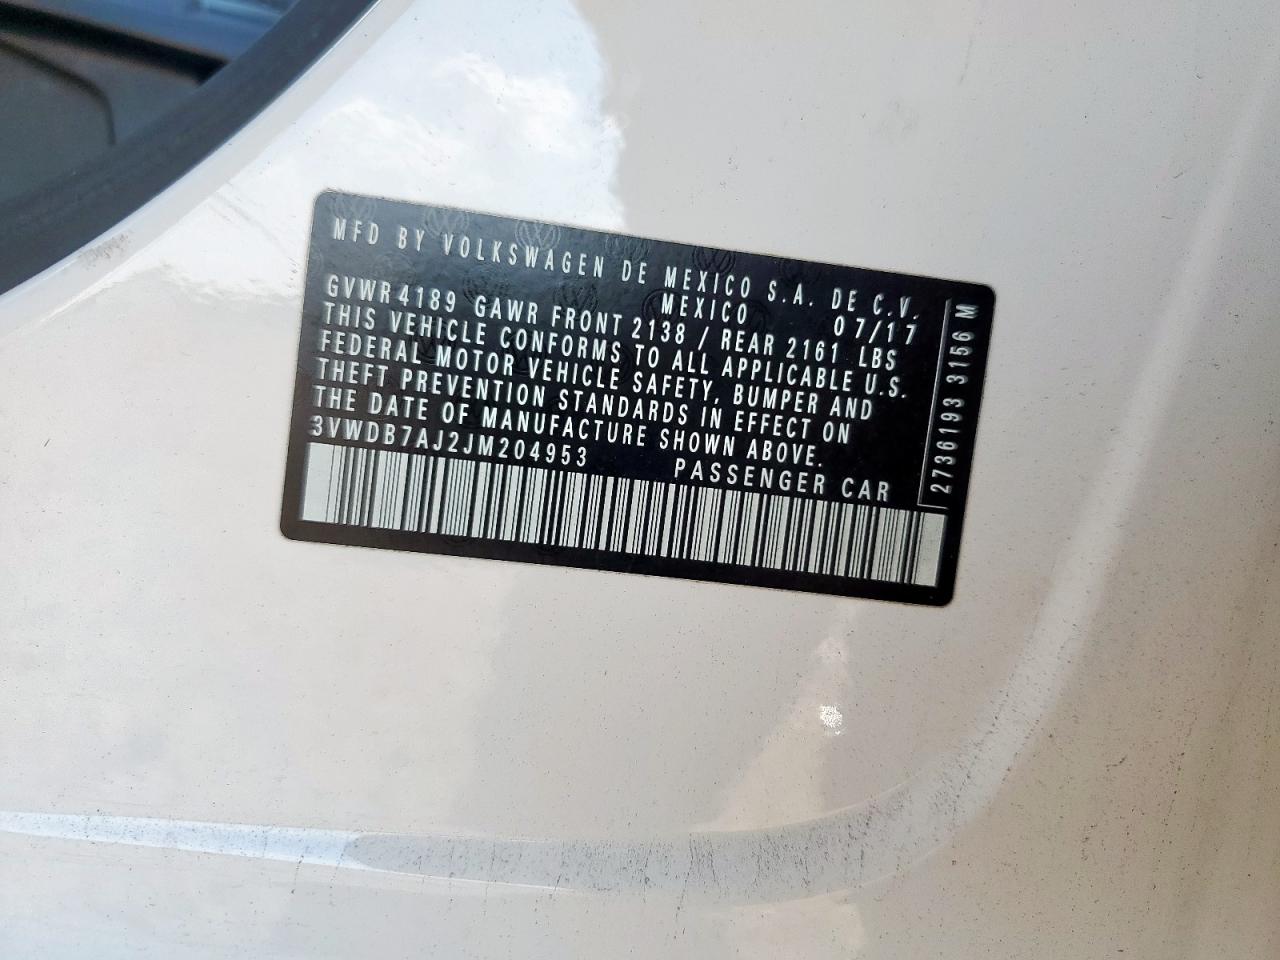 MFD BY VOLKSWAGEN DE MEXICO S.A. DE C.V.
MEXICO 07/17
GVWR 4189 GAWR FRONT 2138 / REAR 2161 LBS
THIS VEHICLE CONFORMS TO ALL APPLICABLE U.S.
FEDERAL MOTOR VEHICLE SAFETY, BUMPER AND
THEFT PREVENTION STANDARDS IN EFFECT ON
THE DATE OF MANUFACTURE SHOWN ABOVE.
3VWDB7AJ2JM204953 PASSENGER CAR
2736193 3156 M